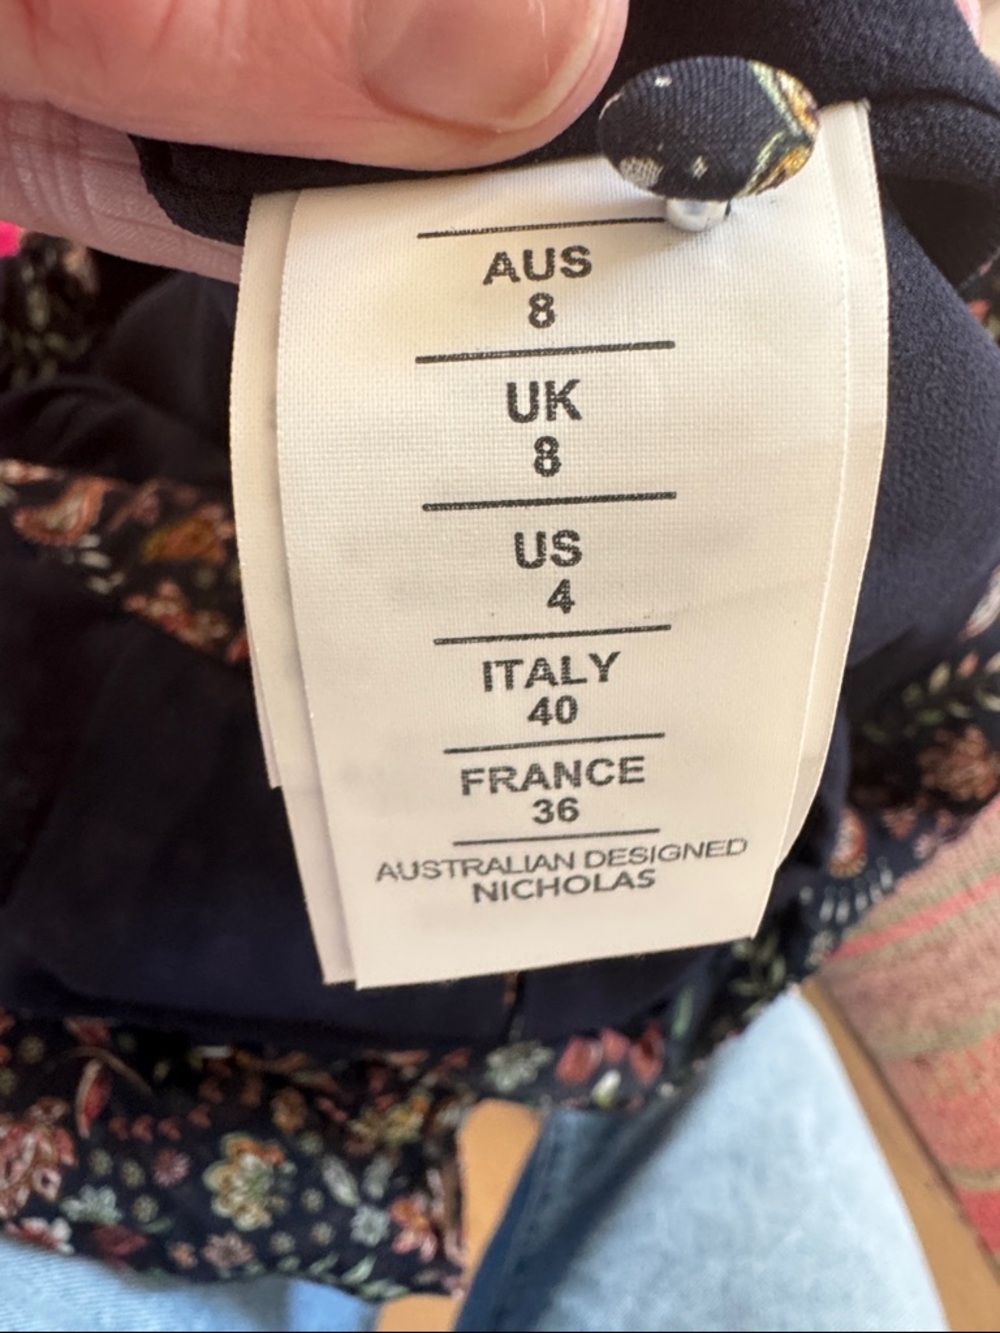 AUS
8
UK
8
US
4
ITALY
40
FRANCE
36
AUSTRALIAN DESIGNED
NICHOLAS